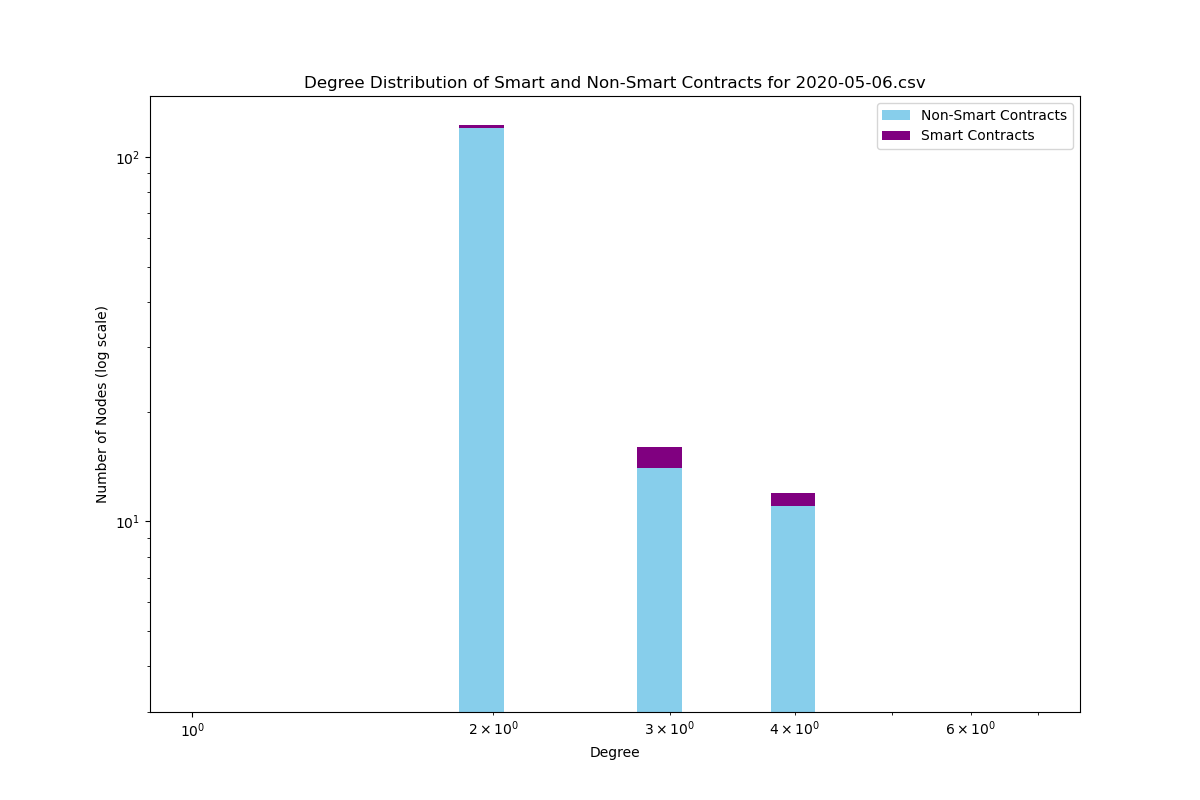 Degree Distribution of Smart and Non-Smart Contracts for 2020-05-06.csv
Non-Smart Contracts
Smart Contracts
Number of Nodes (log scale)
10²
10¹
10⁰
2 × 10⁰
3 × 10⁰
4 × 10⁰
6 × 10⁰
Degree